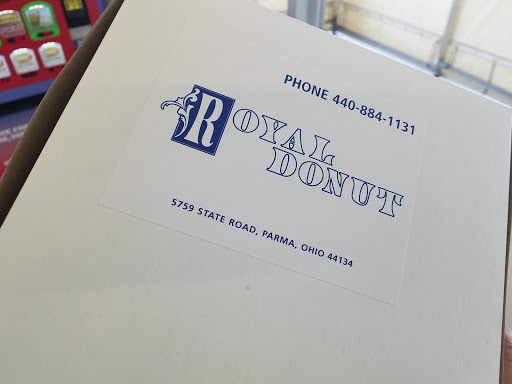 PHONE 440-884-1131
ROYAL
DONUT
5759 STATE ROAD, PARMA, OHIO 44134